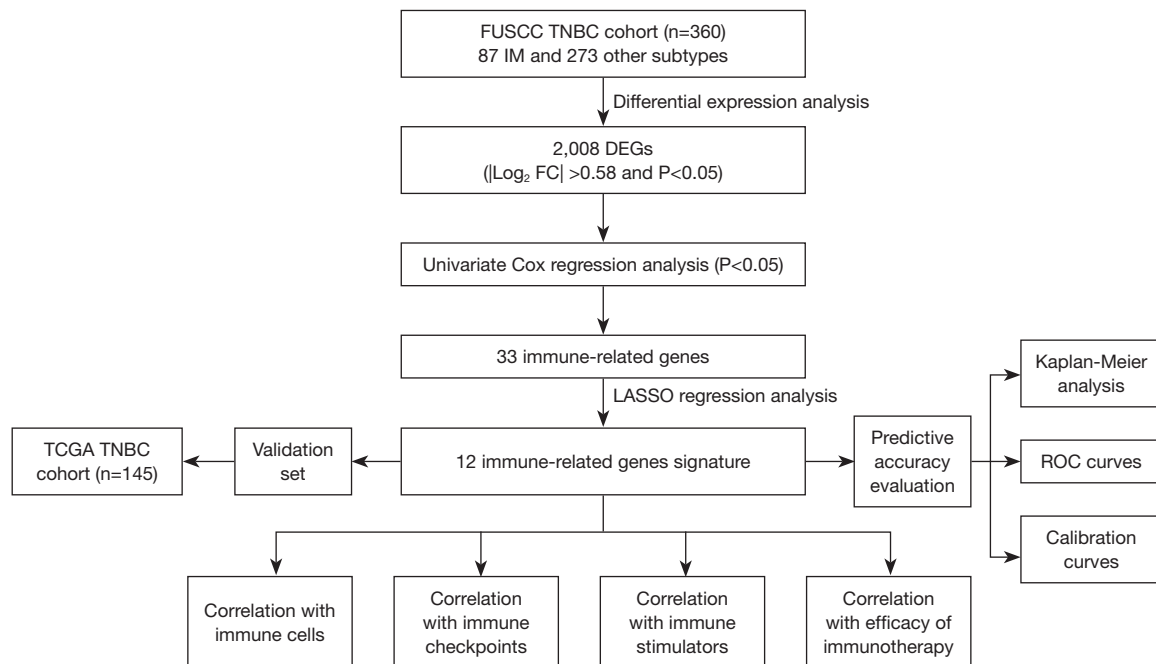 FUSCC TNBC cohort (n=360)
87 IM and 273 other subtypes
Differential expression analysis
2,008 DEGs
(|Log₂ FC| >0.58 and P<0.05)
Univariate Cox regression analysis (P<0.05)
33 immune-related genes
LASSO regression analysis
TCGA TNBC
cohort (n=145)
Validation
set
12 immune-related genes signature
Predictive
accuracy
evaluation
Kaplan-Meier
analysis
ROC curves
Calibration
curves
Correlation with
immune cells
Correlation
with immune
checkpoints
Correlation
with immune
stimulators
Correlation
with efficacy of
immunotherapy